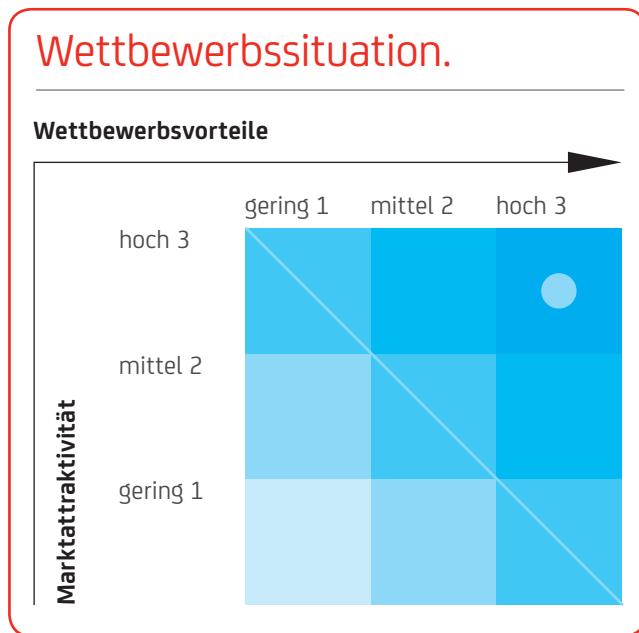 Wettbewerbssituation.
Wettbewerbsvorteile
gering 1 mittel 2 hoch 3
hoch 3
mittel 2
gering 1
Marktattraktivität